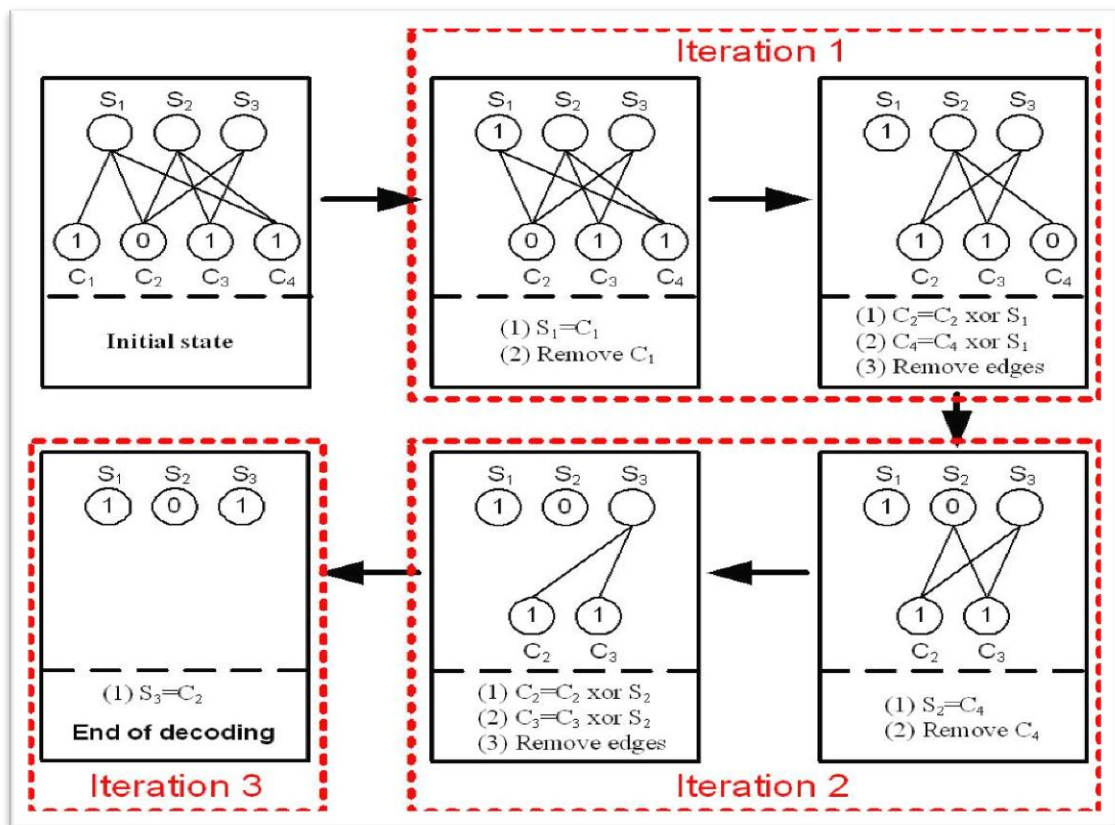 Iteration 1
S₁ S₂ S₃
1 0 1 1
C₁ C₂ C₃ C₄
Initial state
S₁ S₂ S₃
1
0 1 1
C₂ C₃ C₄
(1) S₁=C₁
(2) Remove C₁
S₁ S₂ S₃
1
1 1 0
C₂ C₃ C₄
(1) C₂=C₂ xor S₁
(2) C₄=C₄ xor S₁
(3) Remove edges
S₁ S₂ S₃
1 0
1 1
C₂ C₃
(1) S₂=C₄
(2) Remove C₄
S₁ S₂ S₃
1 0
1 1
C₂ C₃
(1) C₂=C₂ xor S₂
(2) C₃=C₃ xor S₂
(3) Remove edges
Iteration 2
S₁ S₂ S₃
1 0 1
(1) S₃=C₂
End of decoding
Iteration 3